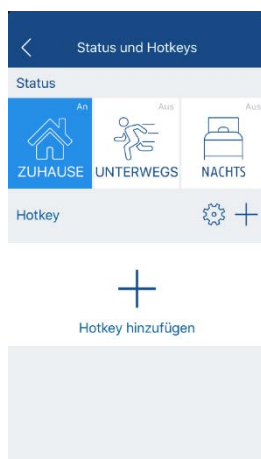 Status und Hotkeys
Status
An Aus Aus
ZUHAUSE UNTERWEGS NACHTS
Hotkey
Hotkey hinzufügen